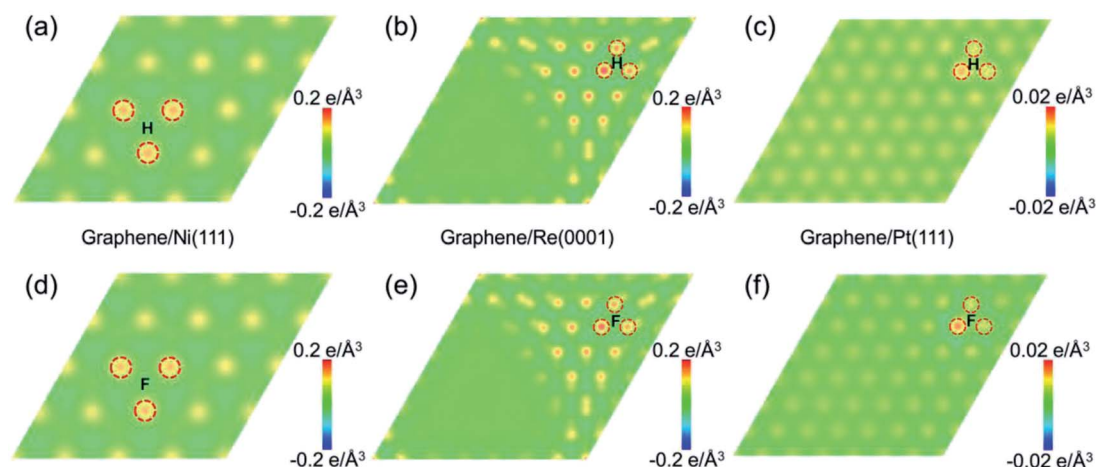 (a)
(b)
(c)
H
H
H
0.2 e/Å³
0.2 e/Å³
0.02 e/Å³
-0.2 e/Å³
-0.2 e/Å³
-0.02 e/Å³
Graphene/Ni(111)
Graphene/Re(0001)
Graphene/Pt(111)
(d)
(e)
(f)
F
F
F
0.2 e/Å³
0.2 e/Å³
0.02 e/Å³
-0.2 e/Å³
-0.2 e/Å³
-0.02 e/Å³